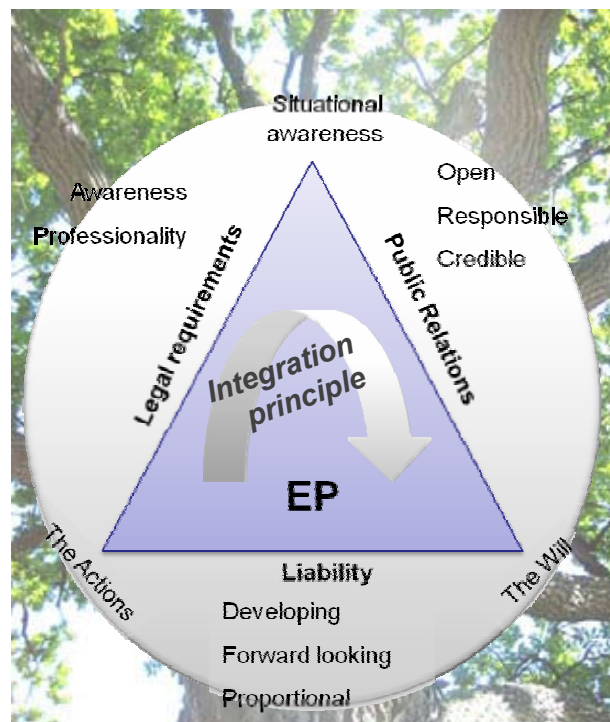 Situational
awareness
Awareness
Professionality
Open
Responsible
Credible
Legal requirements
Public Relations
Integration
principle
EP
The Actions
The Will
Liability
Developing
Forward looking
Proportional